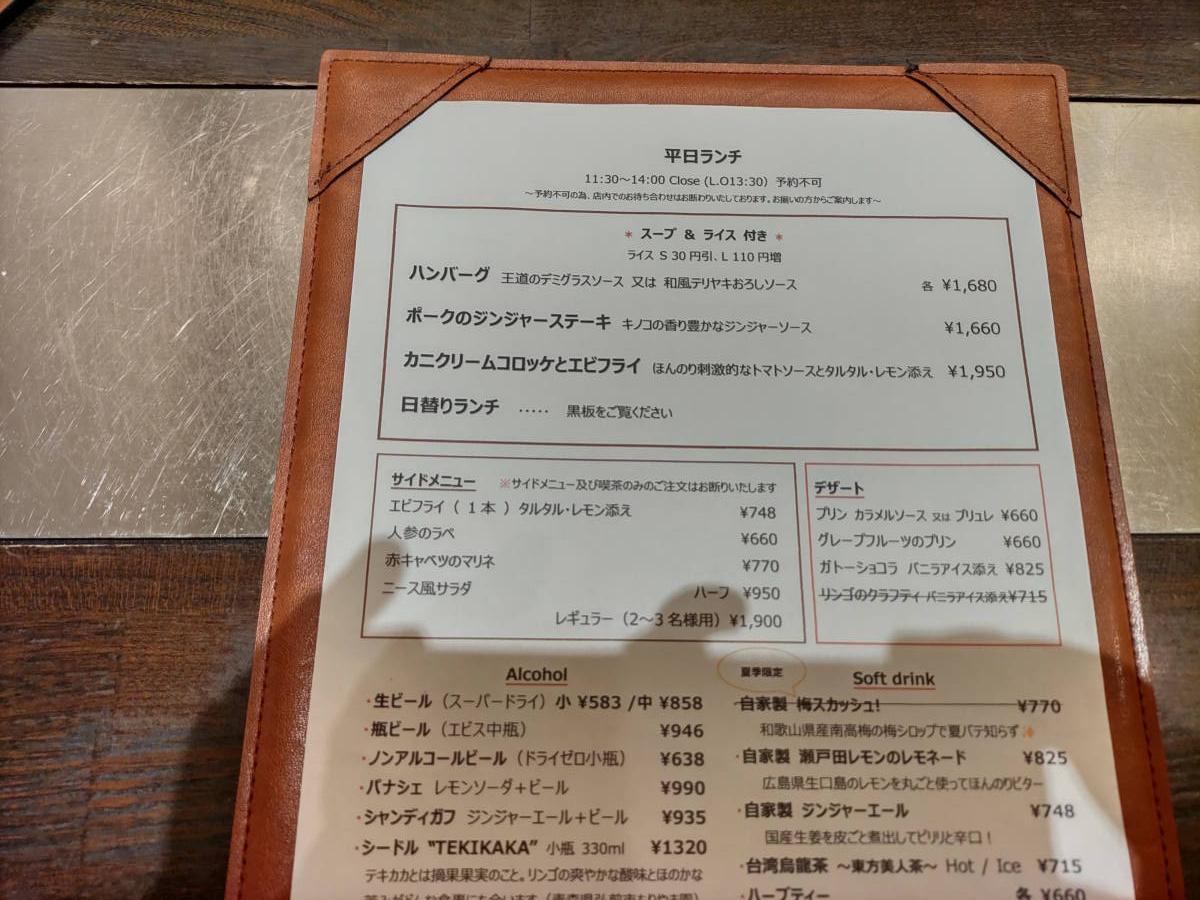 平日ランチ
11:30～14:00 Close (L.O13:30) 予約不可
～予約不可の為、店内でのお待ち合わせはお断わりいたしております。お揃いの方からご案内します～
* スープ & ライス 付き *
ライス S 30 円引、L 110 円増
ハンバーグ 王道のデミグラスソース 又は 和風テリヤキおろしソース 各 ¥1,680
ポークのジンジャーステーキ キノコの香り豊かなジンジャーソース ¥1,660
カニクリームコロッケとエビフライ ほんのり刺激的なトマトソースとタルタル・レモン添え ¥1,950
日替りランチ ····· 黒板をご覧ください
サイドメニュー ※サイドメニュー及び喫茶のみのご注文はお断りいたします
エビフライ ( 1 本 ) タルタル・レモン添え ¥748
人参のラペ ¥660
赤キャベツのマリネ ¥770
ニース風サラダ ハーフ ¥950
レギュラー（2～3 名様用）¥1,900
デザート
プリン カラメルソース 又は ブリュレ ¥660
グレープフルーツのプリン ¥660
ガトーショコラ バニラアイス添え ¥825
リンゴのクラフティ バニラアイス添え¥715
Alcohol
・生ビール（スーパードライ）小 ¥583 /中 ¥858
・瓶ビール（エビス中瓶） ¥946
・ノンアルコールビール（ドライゼロ小瓶） ¥638
・パナシェ レモンソーダ＋ビール ¥990
・シャンディガフ ジンジャーエール＋ビール ¥935
・シードル “TEKIKAKA” 小瓶 330ml ¥1320
テキカカとは摘果果実のこと。リンゴの爽やかな酸味とほのかな
夏季限定
Soft drink
自家製 梅スカッシュ! ¥770
和歌山県産南高梅の梅シロップで夏バテ知らず
・自家製 瀬戸田レモンのレモネード ¥825
広島県生口島のレモンを丸ごと使ってほんのりビター
・自家製 ジンジャーエール ¥748
国産生姜を皮ごと煮出してピリリと辛口！
・台湾烏龍茶 ～東方美人茶～ Hot / Ice ¥715
・ハーブティー 各 ¥660